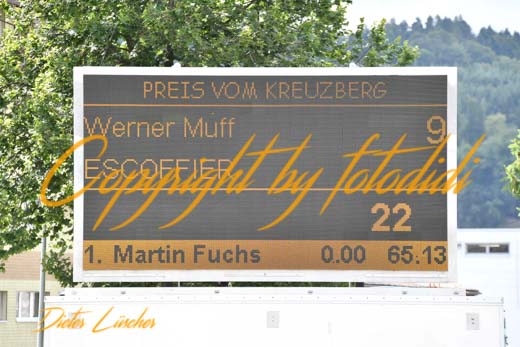 PREIS VOM KREUZBERG
Werner Muff 9
ESCOFFIER
Copyright by fotodidi
22
1. Martin Fuchs 0.00 65.13
Dieter Lüscher